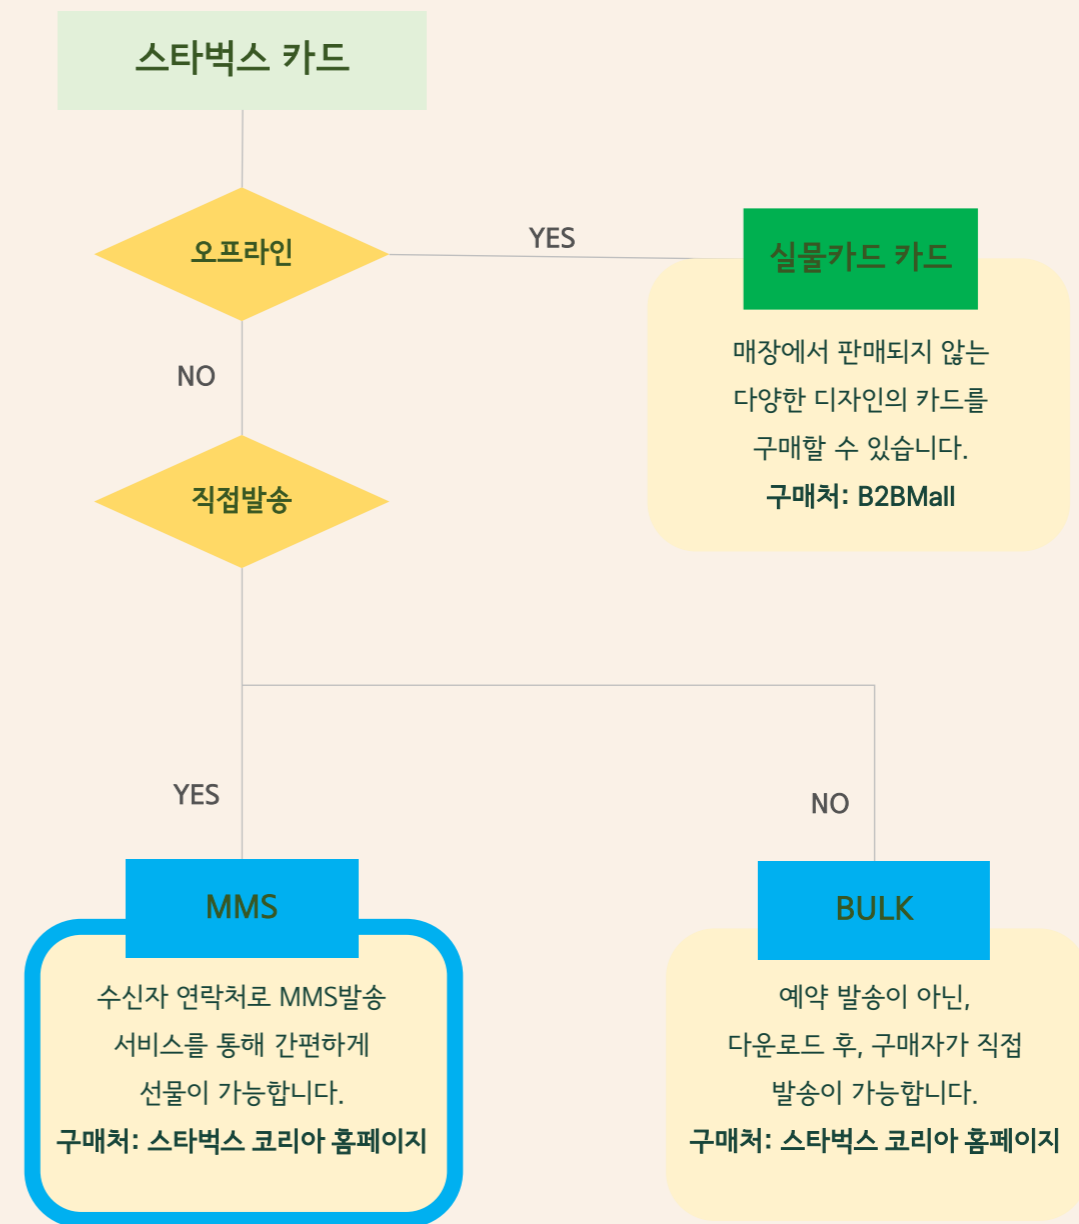 스타벅스 카드
오프라인
YES
실물카드 카드
매장에서 판매되지 않는
다양한 디자인의 카드를
구매할 수 있습니다.
구매처: B2BMall
NO
직접발송
YES
NO
MMS
수신자 연락처로 MMS발송
서비스를 통해 간편하게
선물이 가능합니다.
구매처: 스타벅스 코리아 홈페이지
BULK
예약 발송이 아닌,
다운로드 후, 구매자가 직접
발송이 가능합니다.
구매처: 스타벅스 코리아 홈페이지